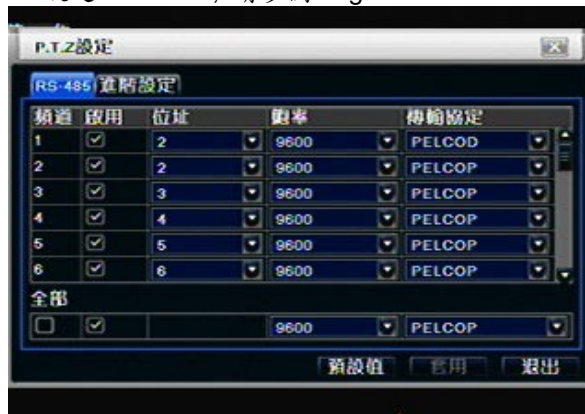 P.T.Z設定
RS-485 進階設定
頻道 啟用 位址 鮑率 傳輸協定
1 2 9600 PELCOD
2 2 9600 PELCOP
3 3 9600 PELCOP
4 4 9600 PELCOP
5 5 9600 PELCOP
6 6 9600 PELCOP
全部
9600 PELCOP
預設值 套用 退出